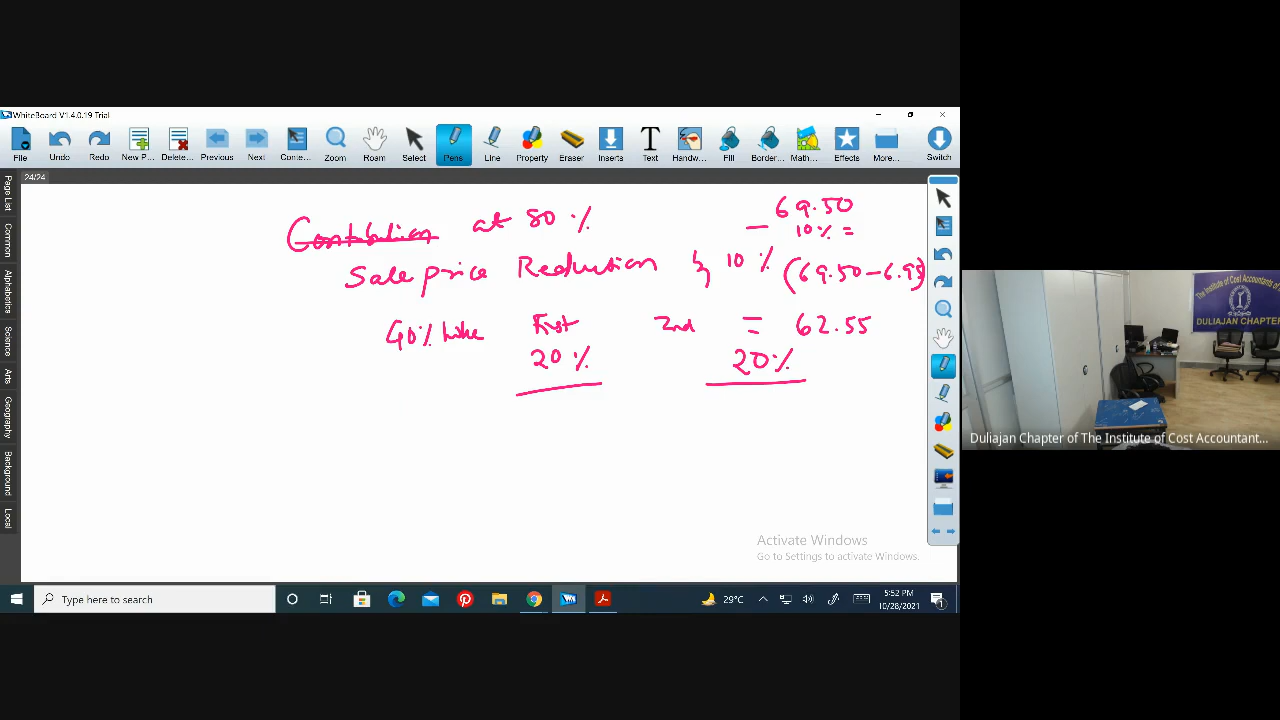 WhiteBoard V1.4.0.19 Trial
File Undo Redo New P... Delete... Previous Next Conte... Zoom Roam Select Pens Line Property Eraser Inserts Text Handw... Fill Border... Math... Effects More... Switch
24/24
Page List
Common
Alphabetics
Science
Arts
Geography
Background
Local
Contribution at 80 %
69.50
— 10% =
Sale price Reduction by 10 % (69.50-6.95)
40% hike First 2nd = 62.55
20% 20%
Activate Windows
Go to Settings to activate Windows.
The Institute of Cost Accountants of
DULIAJAN CHAPTER
Duliajan Chapter of The Institute of Cost Accountant...
Type here to search
29°C
5:52 PM
10/28/2021
1